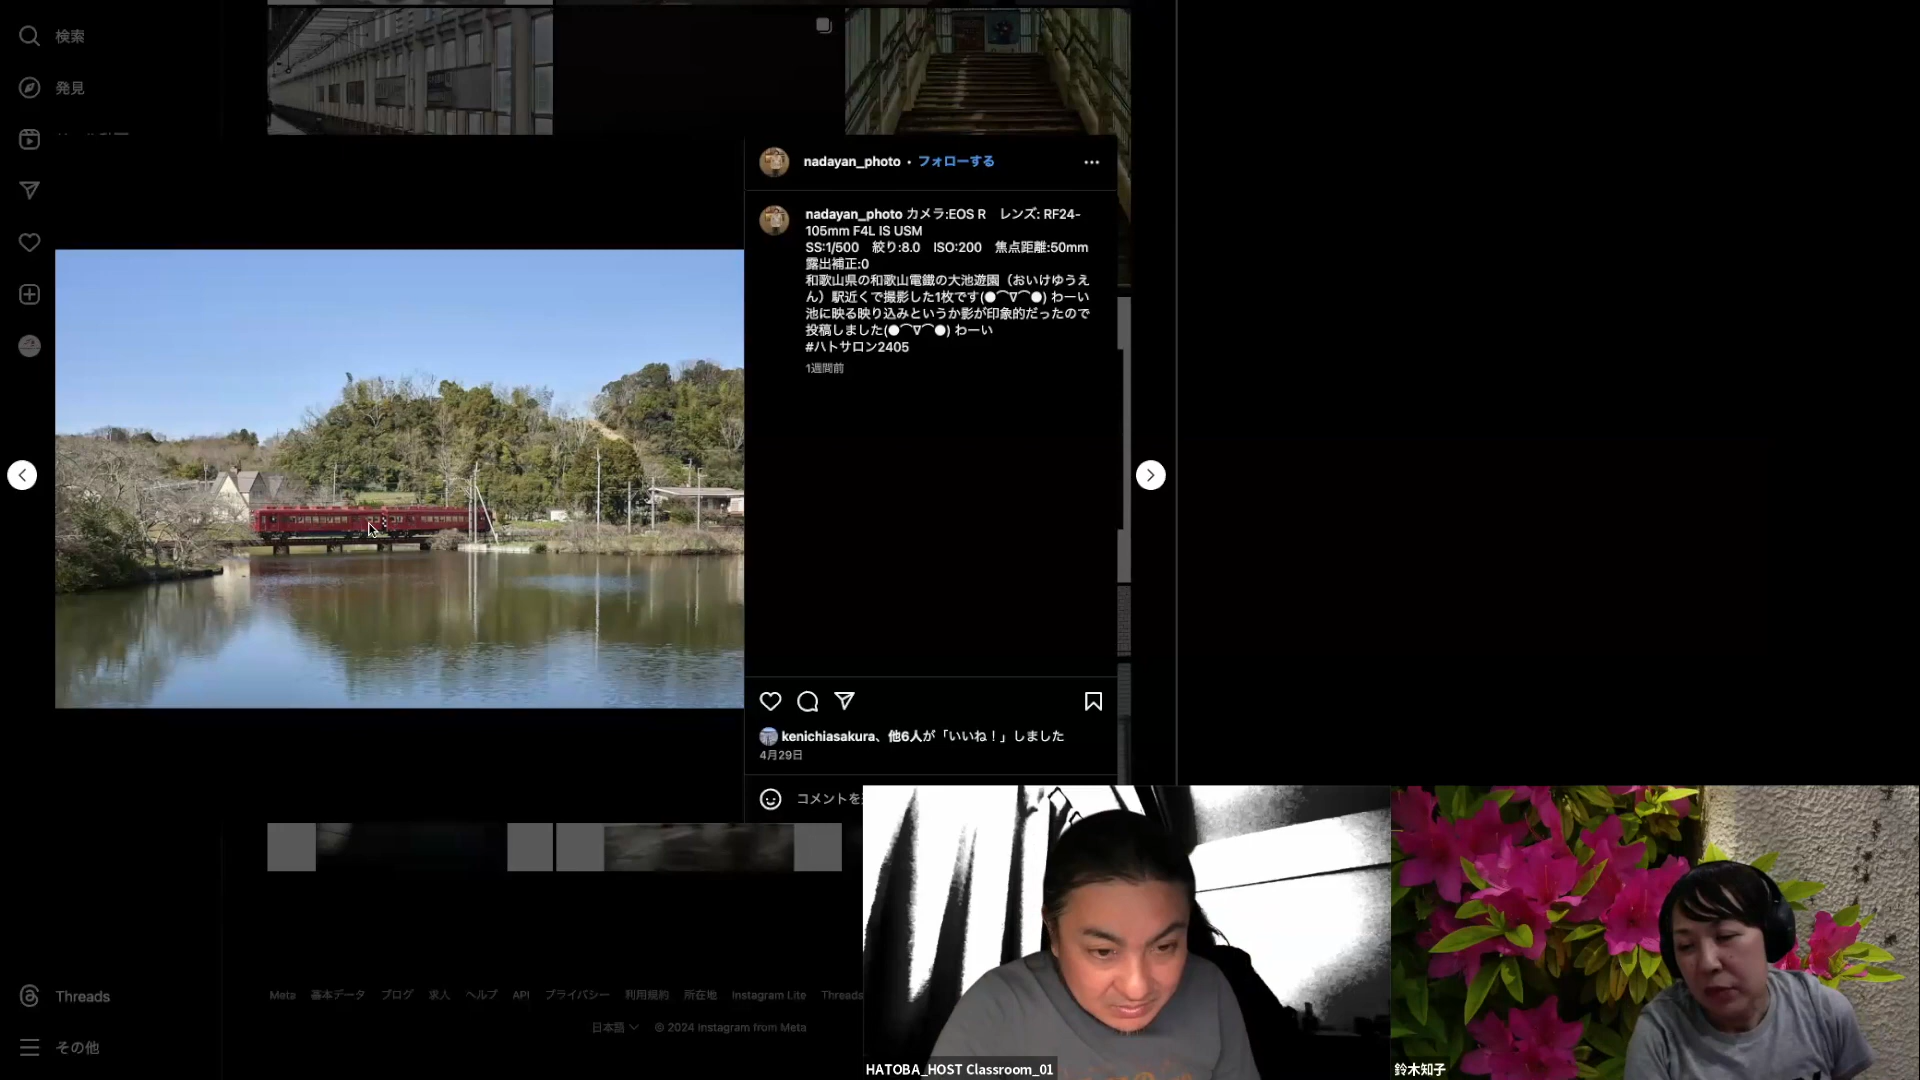 検索
発見
nadayan_photo • フォローする
nadayan_photo カメラ:EOS R　レンズ: RF24-
105mm F4L IS USM
SS:1/500　絞り:8.0　ISO:200　焦点距離:50mm
露出補正:0
和歌山県の和歌山電鐵の大池遊園（おいけゆうえ
ん）駅近くで撮影した1枚です(●⌒∇⌒●) わーい
池に映る映り込みというか影が印象的だったので
投稿しました(●⌒∇⌒●) わーい
#ハトサロン2405
1週間前
kenichiasakura、他6人が「いいね！」しました
4月29日
コメントを
Threads
その他
Meta 基本データ ブログ 求人 ヘルプ API プライバシー 利用規約 所在地 Instagram Lite Threads
日本語 © 2024 Instagram from Meta
HATOBA_HOST Classroom_01
鈴木知子